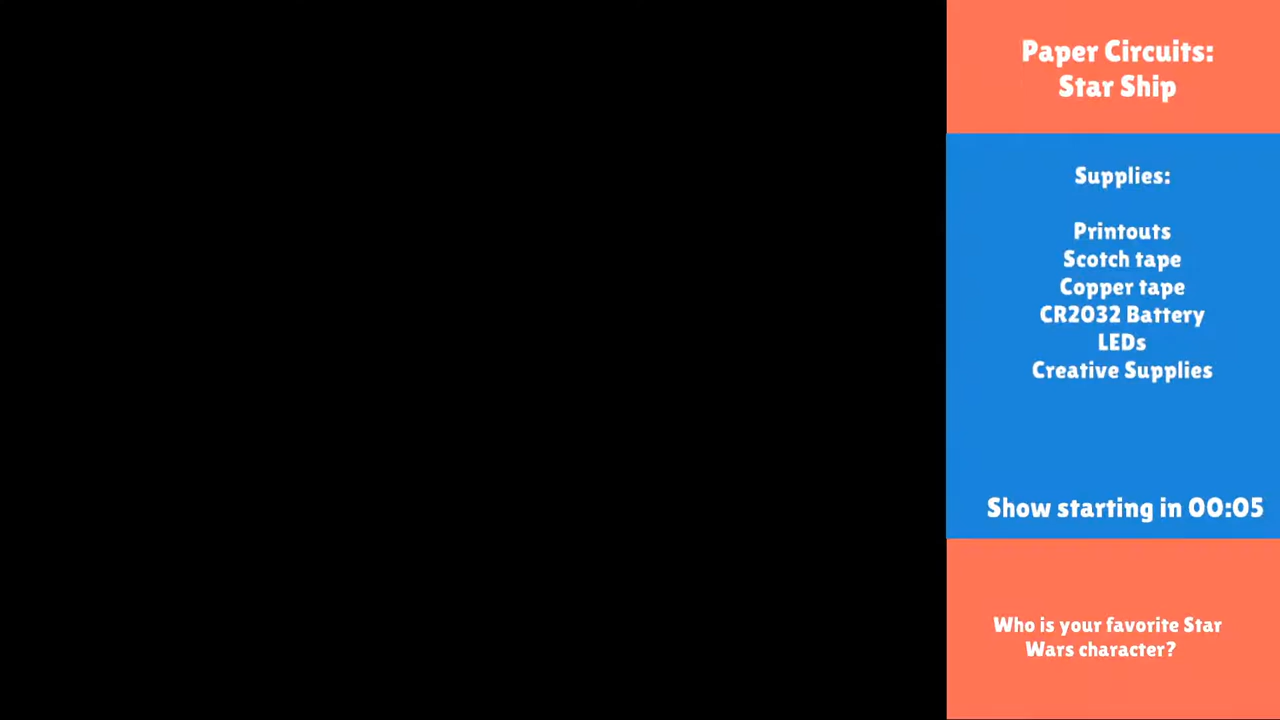 Paper Circuits:
Star Ship
Supplies:
Printouts
Scotch tape
Copper tape
CR2032 Battery
LEDs
Creative Supplies
Show starting in 00:05
Who is your favorite Star
Wars character?